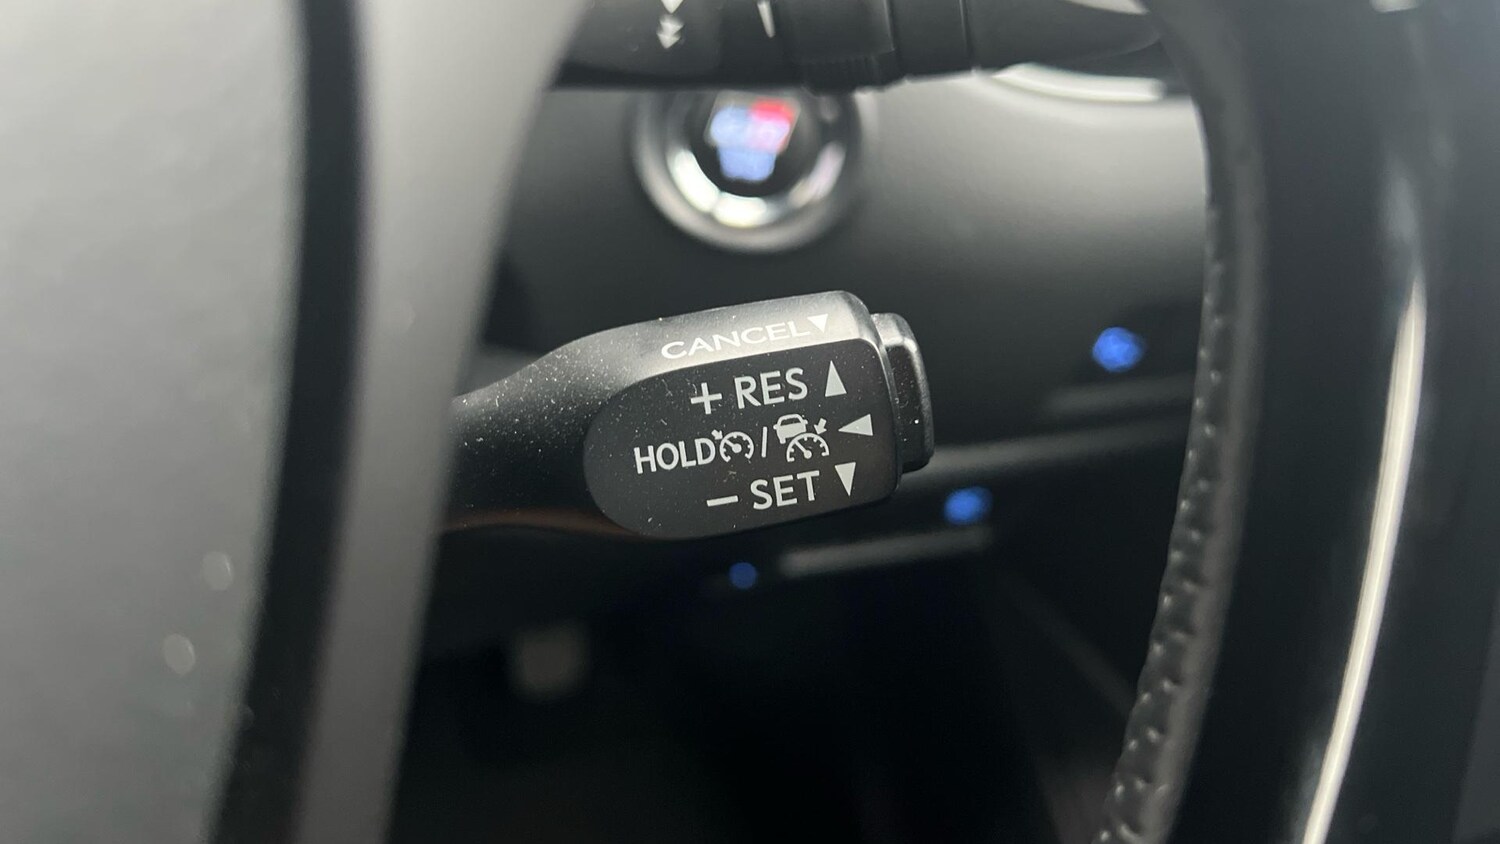 CANCEL▼
+ RES ▲
HOLD / ◀
− SET ▼